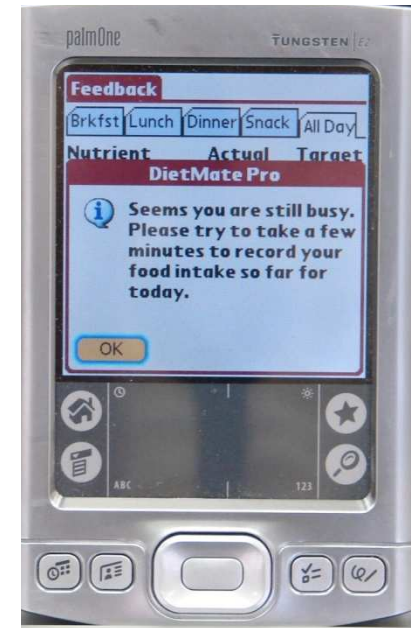 palmOne
TUNGSTEN E2
Feedback
Brkfst Lunch Dinner Snack All Day
Nutrient Actual Target
DietMate Pro
Seems you are still busy.
Please try to take a few
minutes to record your
food intake so far for
today.
OK
ABC 123